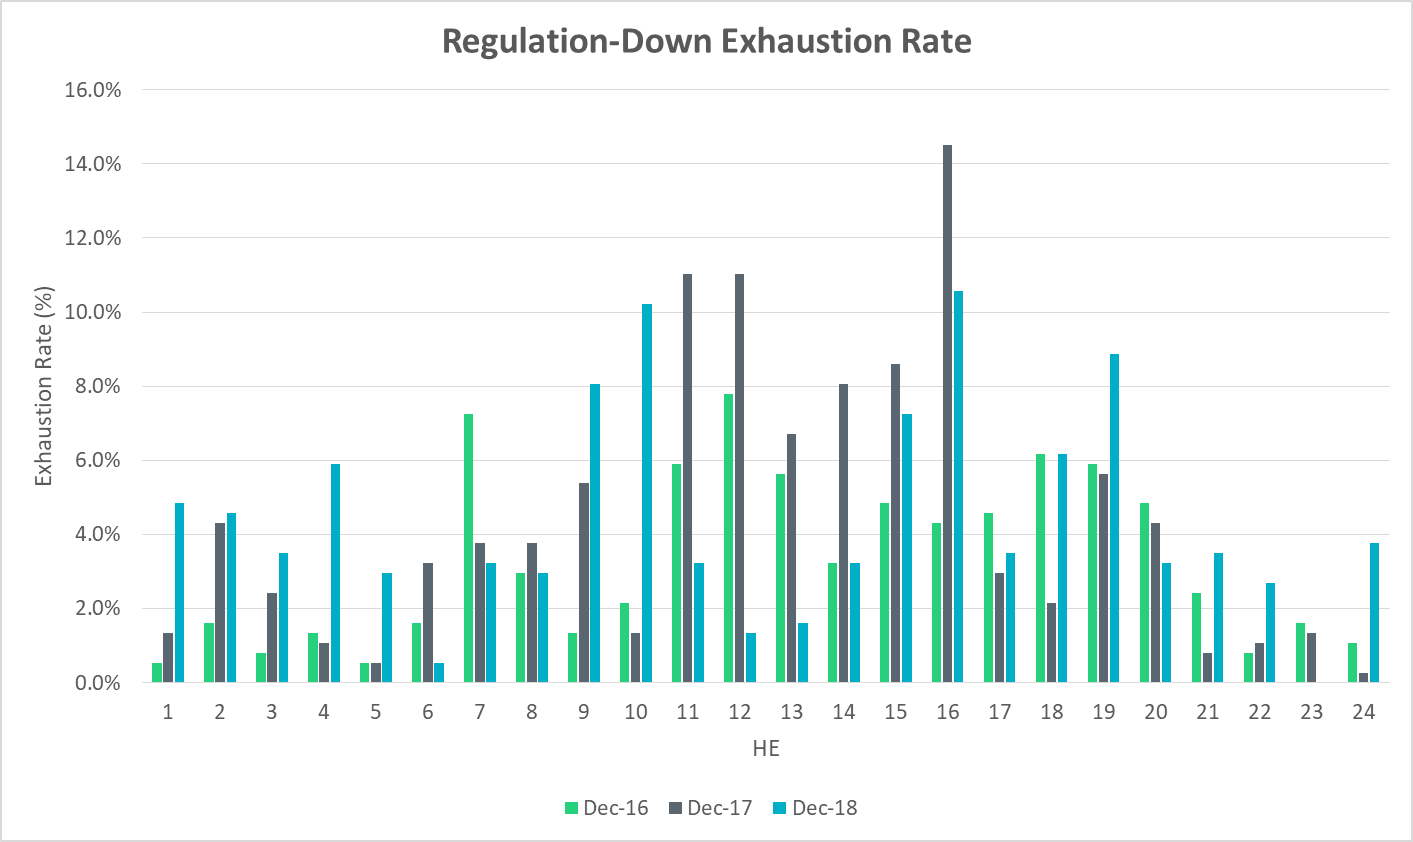 Regulation-Down Exhaustion Rate
16.0%
14.0%
12.0%
10.0%
8.0%
6.0%
4.0%
2.0%
0.0%
Exhaustion Rate (%)
1 2 3 4 5 6 7 8 9 10 11 12 13 14 15 16 17 18 19 20 21 22 23 24
HE
Dec-16 Dec-17 Dec-18